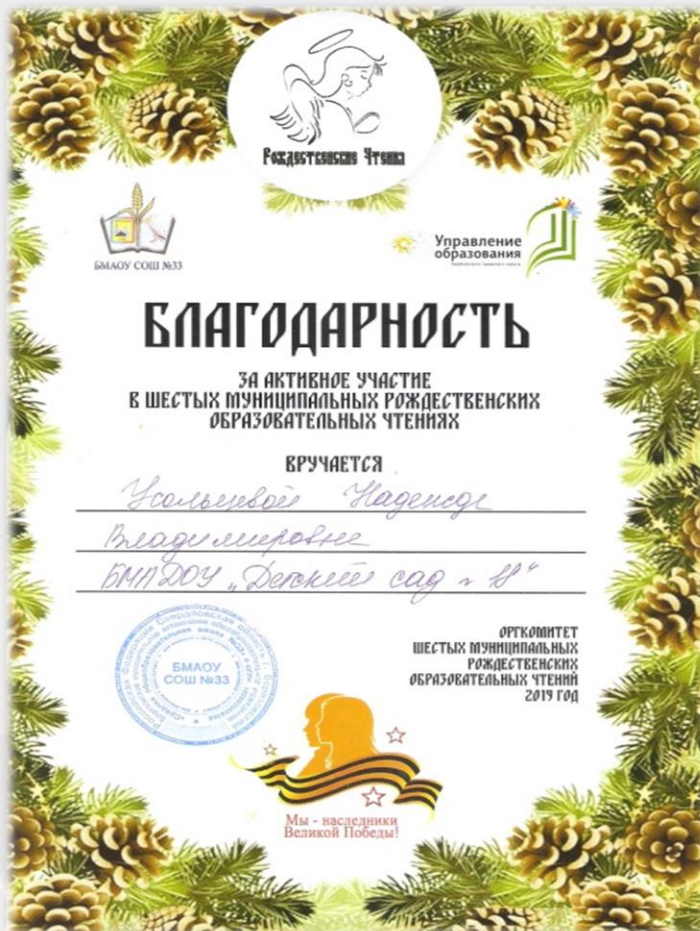 Рождественские Чтения
БМАОУ СОШ №33
Управление
образования
БЛАГОДАРНОСТЬ
ЗА АКТИВНОЕ УЧАСТИЕ
В ШЕСТЫХ МУНИЦИПАЛЬНЫХ РОЖДЕСТВЕНСКИХ
ОБРАЗОВАТЕЛЬНЫХ ЧТЕНИЯХ
ВРУЧАЕТСЯ
Усольцевой Надежде
Владимировне
БМАДОУ „Детский сад
БМАОУ
СОШ №33
ОРГКОМИТЕТ
ШЕСТЫХ МУНИЦИПАЛЬНЫХ
РОЖДЕСТВЕНСКИХ
ОБРАЗОВАТЕЛЬНЫХ ЧТЕНИЙ
2019 ГОД
Мы - наследники
Великой Победы!